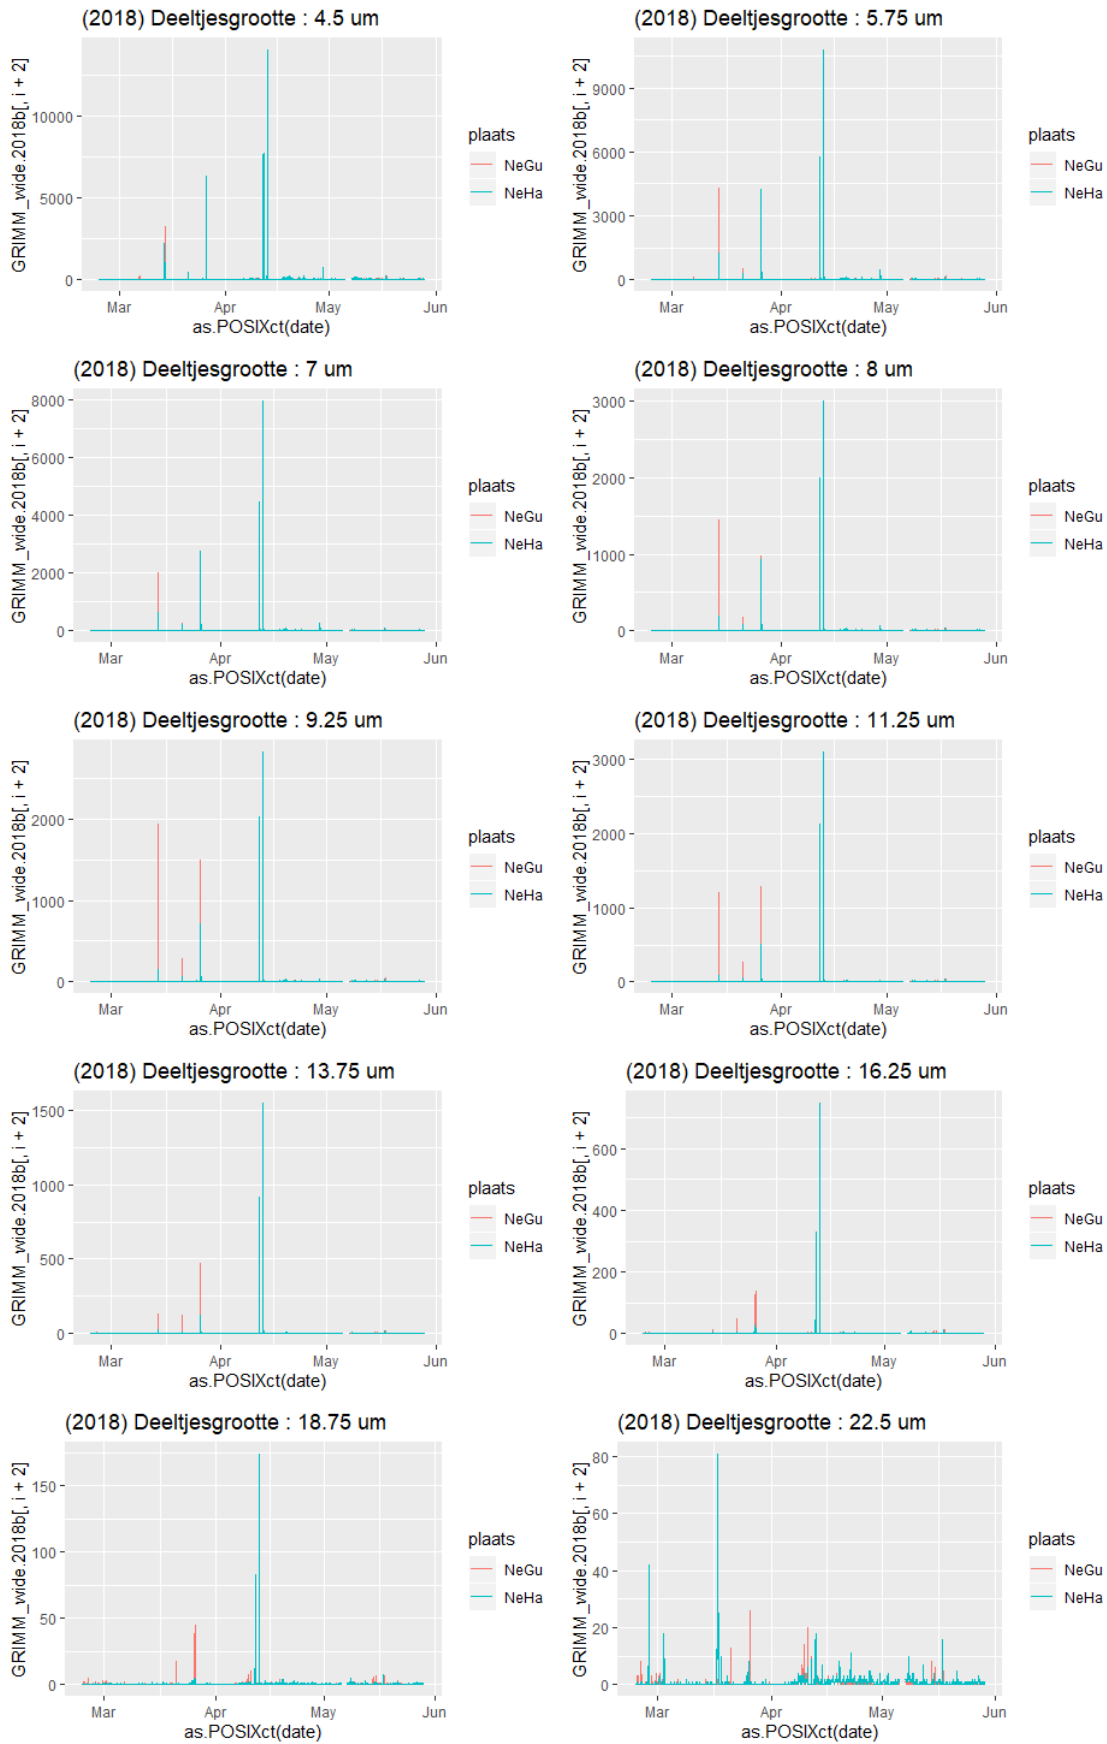 (2018) Deeltjesgrootte : 4.5 um
GRIMM_wide.2018b[, i + 2]
10000
5000
0
Mar Apr May Jun
as.POSIXct(date)
plaats
NeGu
NeHa
(2018) Deeltjesgrootte : 5.75 um
GRIMM_wide.2018b[, i + 2]
9000
6000
3000
0
Mar Apr May Jun
as.POSIXct(date)
plaats
NeGu
NeHa
(2018) Deeltjesgrootte : 7 um
GRIMM_wide.2018b[, i + 2]
8000
6000
4000
2000
0
Mar Apr May Jun
as.POSIXct(date)
plaats
NeGu
NeHa
(2018) Deeltjesgrootte : 8 um
GRIMM_wide.2018b[, i + 2]
3000
2000
1000
0
Mar Apr May Jun
as.POSIXct(date)
plaats
NeGu
NeHa
(2018) Deeltjesgrootte : 9.25 um
GRIMM_wide.2018b[, i + 2]
2000
1000
0
Mar Apr May Jun
as.POSIXct(date)
plaats
NeGu
NeHa
(2018) Deeltjesgrootte : 11.25 um
GRIMM_wide.2018b[, i + 2]
3000
2000
1000
0
Mar Apr May Jun
as.POSIXct(date)
plaats
NeGu
NeHa
(2018) Deeltjesgrootte : 13.75 um
GRIMM_wide.2018b[, i + 2]
1500
1000
500
0
Mar Apr May Jun
as.POSIXct(date)
plaats
NeGu
NeHa
(2018) Deeltjesgrootte : 16.25 um
GRIMM_wide.2018b[, i + 2]
600
400
200
0
Mar Apr May Jun
as.POSIXct(date)
plaats
NeGu
NeHa
(2018) Deeltjesgrootte : 18.75 um
GRIMM_wide.2018b[, i + 2]
150
100
50
0
Mar Apr May Jun
as.POSIXct(date)
plaats
NeGu
NeHa
(2018) Deeltjesgrootte : 22.5 um
GRIMM_wide.2018b[, i + 2]
80
60
40
20
0
Mar Apr May Jun
as.POSIXct(date)
plaats
NeGu
NeHa